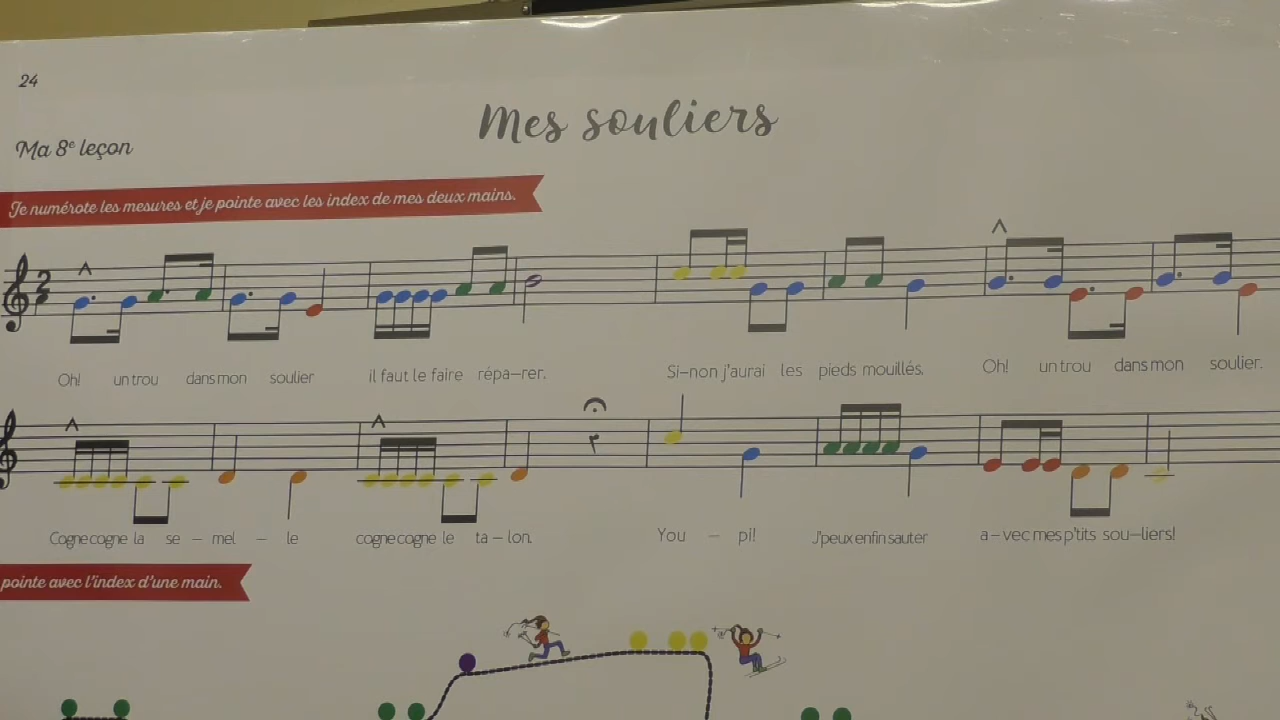 24
Mes souliers
Ma 8e leçon
Je numérote les mesures et je pointe avec les index de mes deux mains.
2
4
Oh! un trou dans mon soulier il faut le faire répa–rer. Si–non j'aurai les pieds mouillés. Oh! un trou dans mon soulier.
Cogne cogne la se – mel – le cogne cogne le ta – lon. You – pi! J'peux enfin sauter a – vec mes p'tits sou–liers!
pointe avec l'index d'une main.